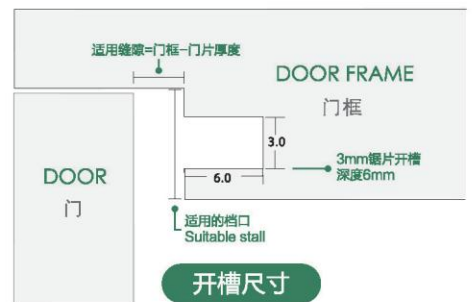 适用缝隙=门框-门片厚度
DOOR FRAME
门框
3.0
3mm锯片开槽
深度6mm
6.0
DOOR
门
适用的档口
Suitable stall
开槽尺寸